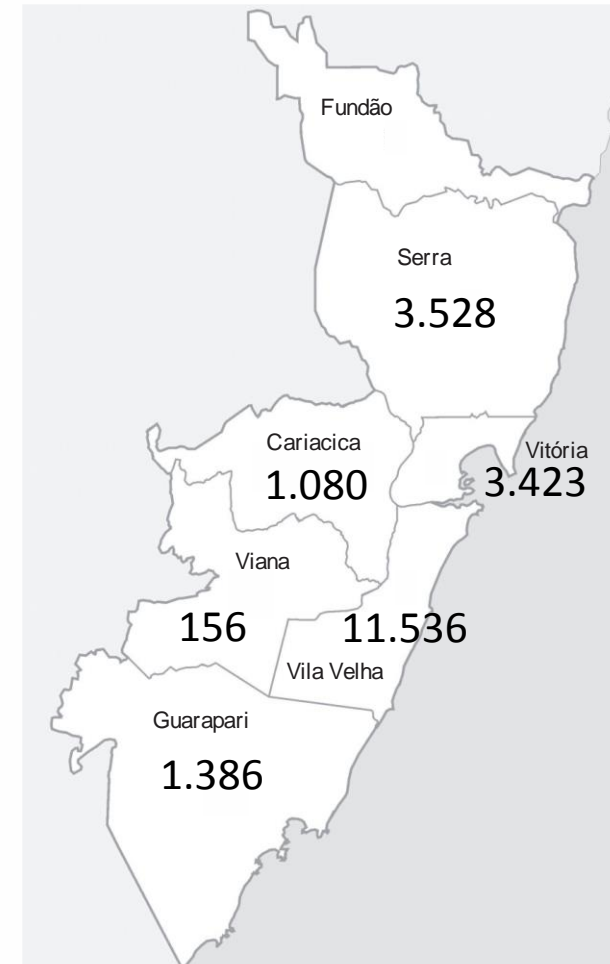 Fundão
Serra
3.528
Cariacica
1.080
Vitória
3.423
Viana
156
11.536
Vila Velha
Guarapari
1.386